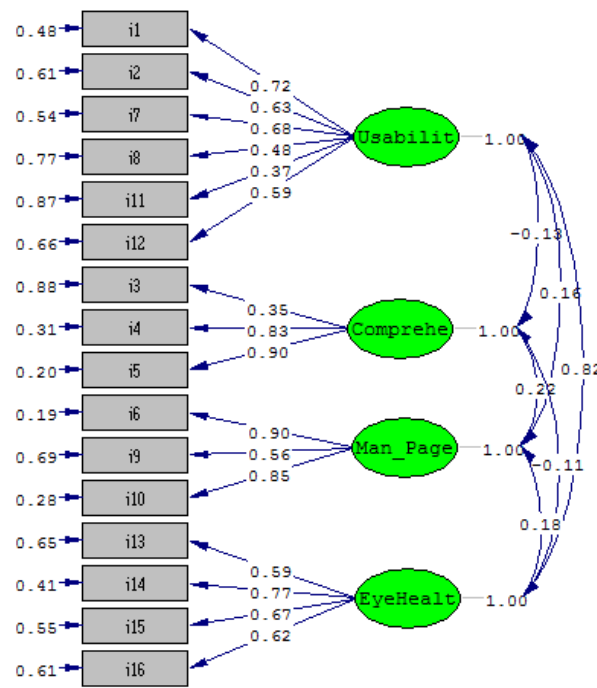 0.48 i1
0.61 i2
0.54 i7
0.77 i8
0.87 i11
0.66 i12
0.88 i3
0.31 i4
0.20 i5
0.19 i6
0.69 i9
0.28 i10
0.65 i13
0.41 i14
0.55 i15
0.61 i16
0.72
0.63
0.68
0.48
0.37
0.59
0.35
0.83
0.90
0.90
0.56
0.85
0.59
0.77
0.67
0.62
Usabilit 1.00
Comprehe 1.00
Man_Page 1.00
EyeHealt 1.00
-0.13
0.16
0.82
0.22
-0.11
0.18